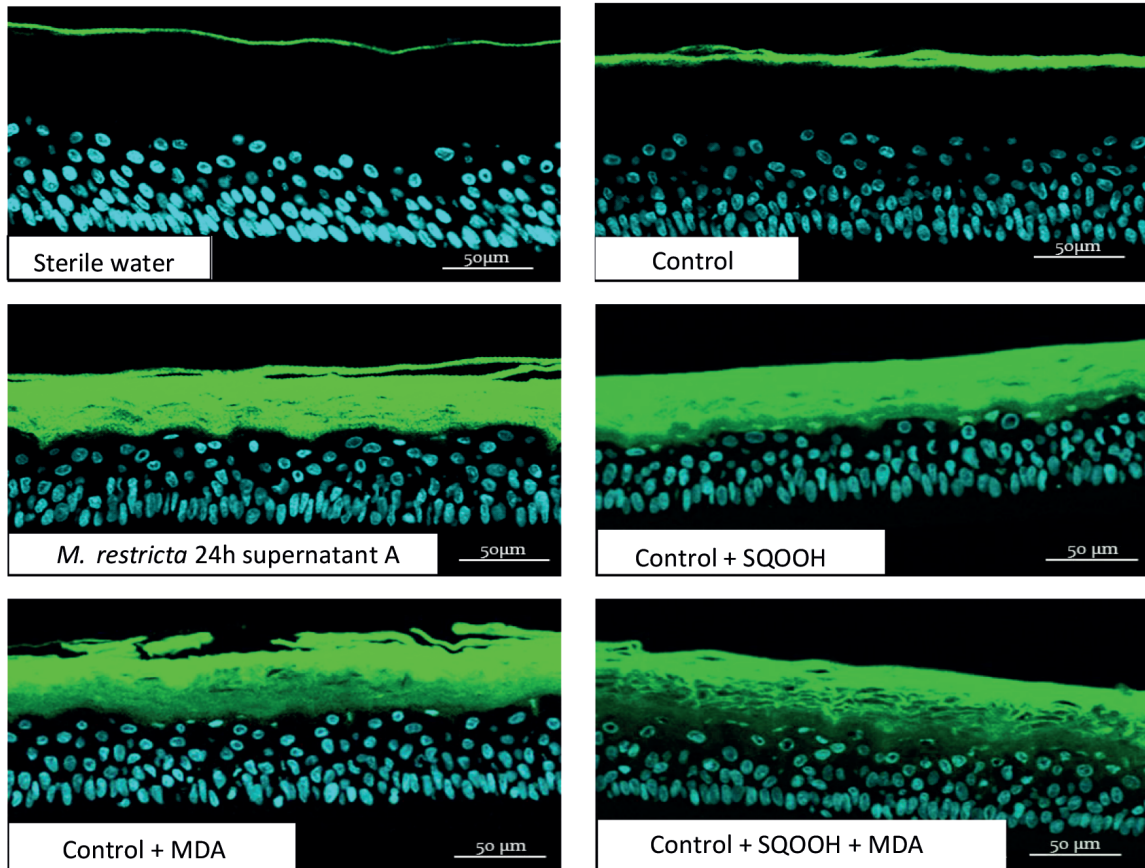 Sterile water
50µm
Control
50µm
M. restricta 24h supernatant A
50µm
Control + SQOOH
50 µm
Control + MDA
50 µm
Control + SQOOH + MDA
50 µm